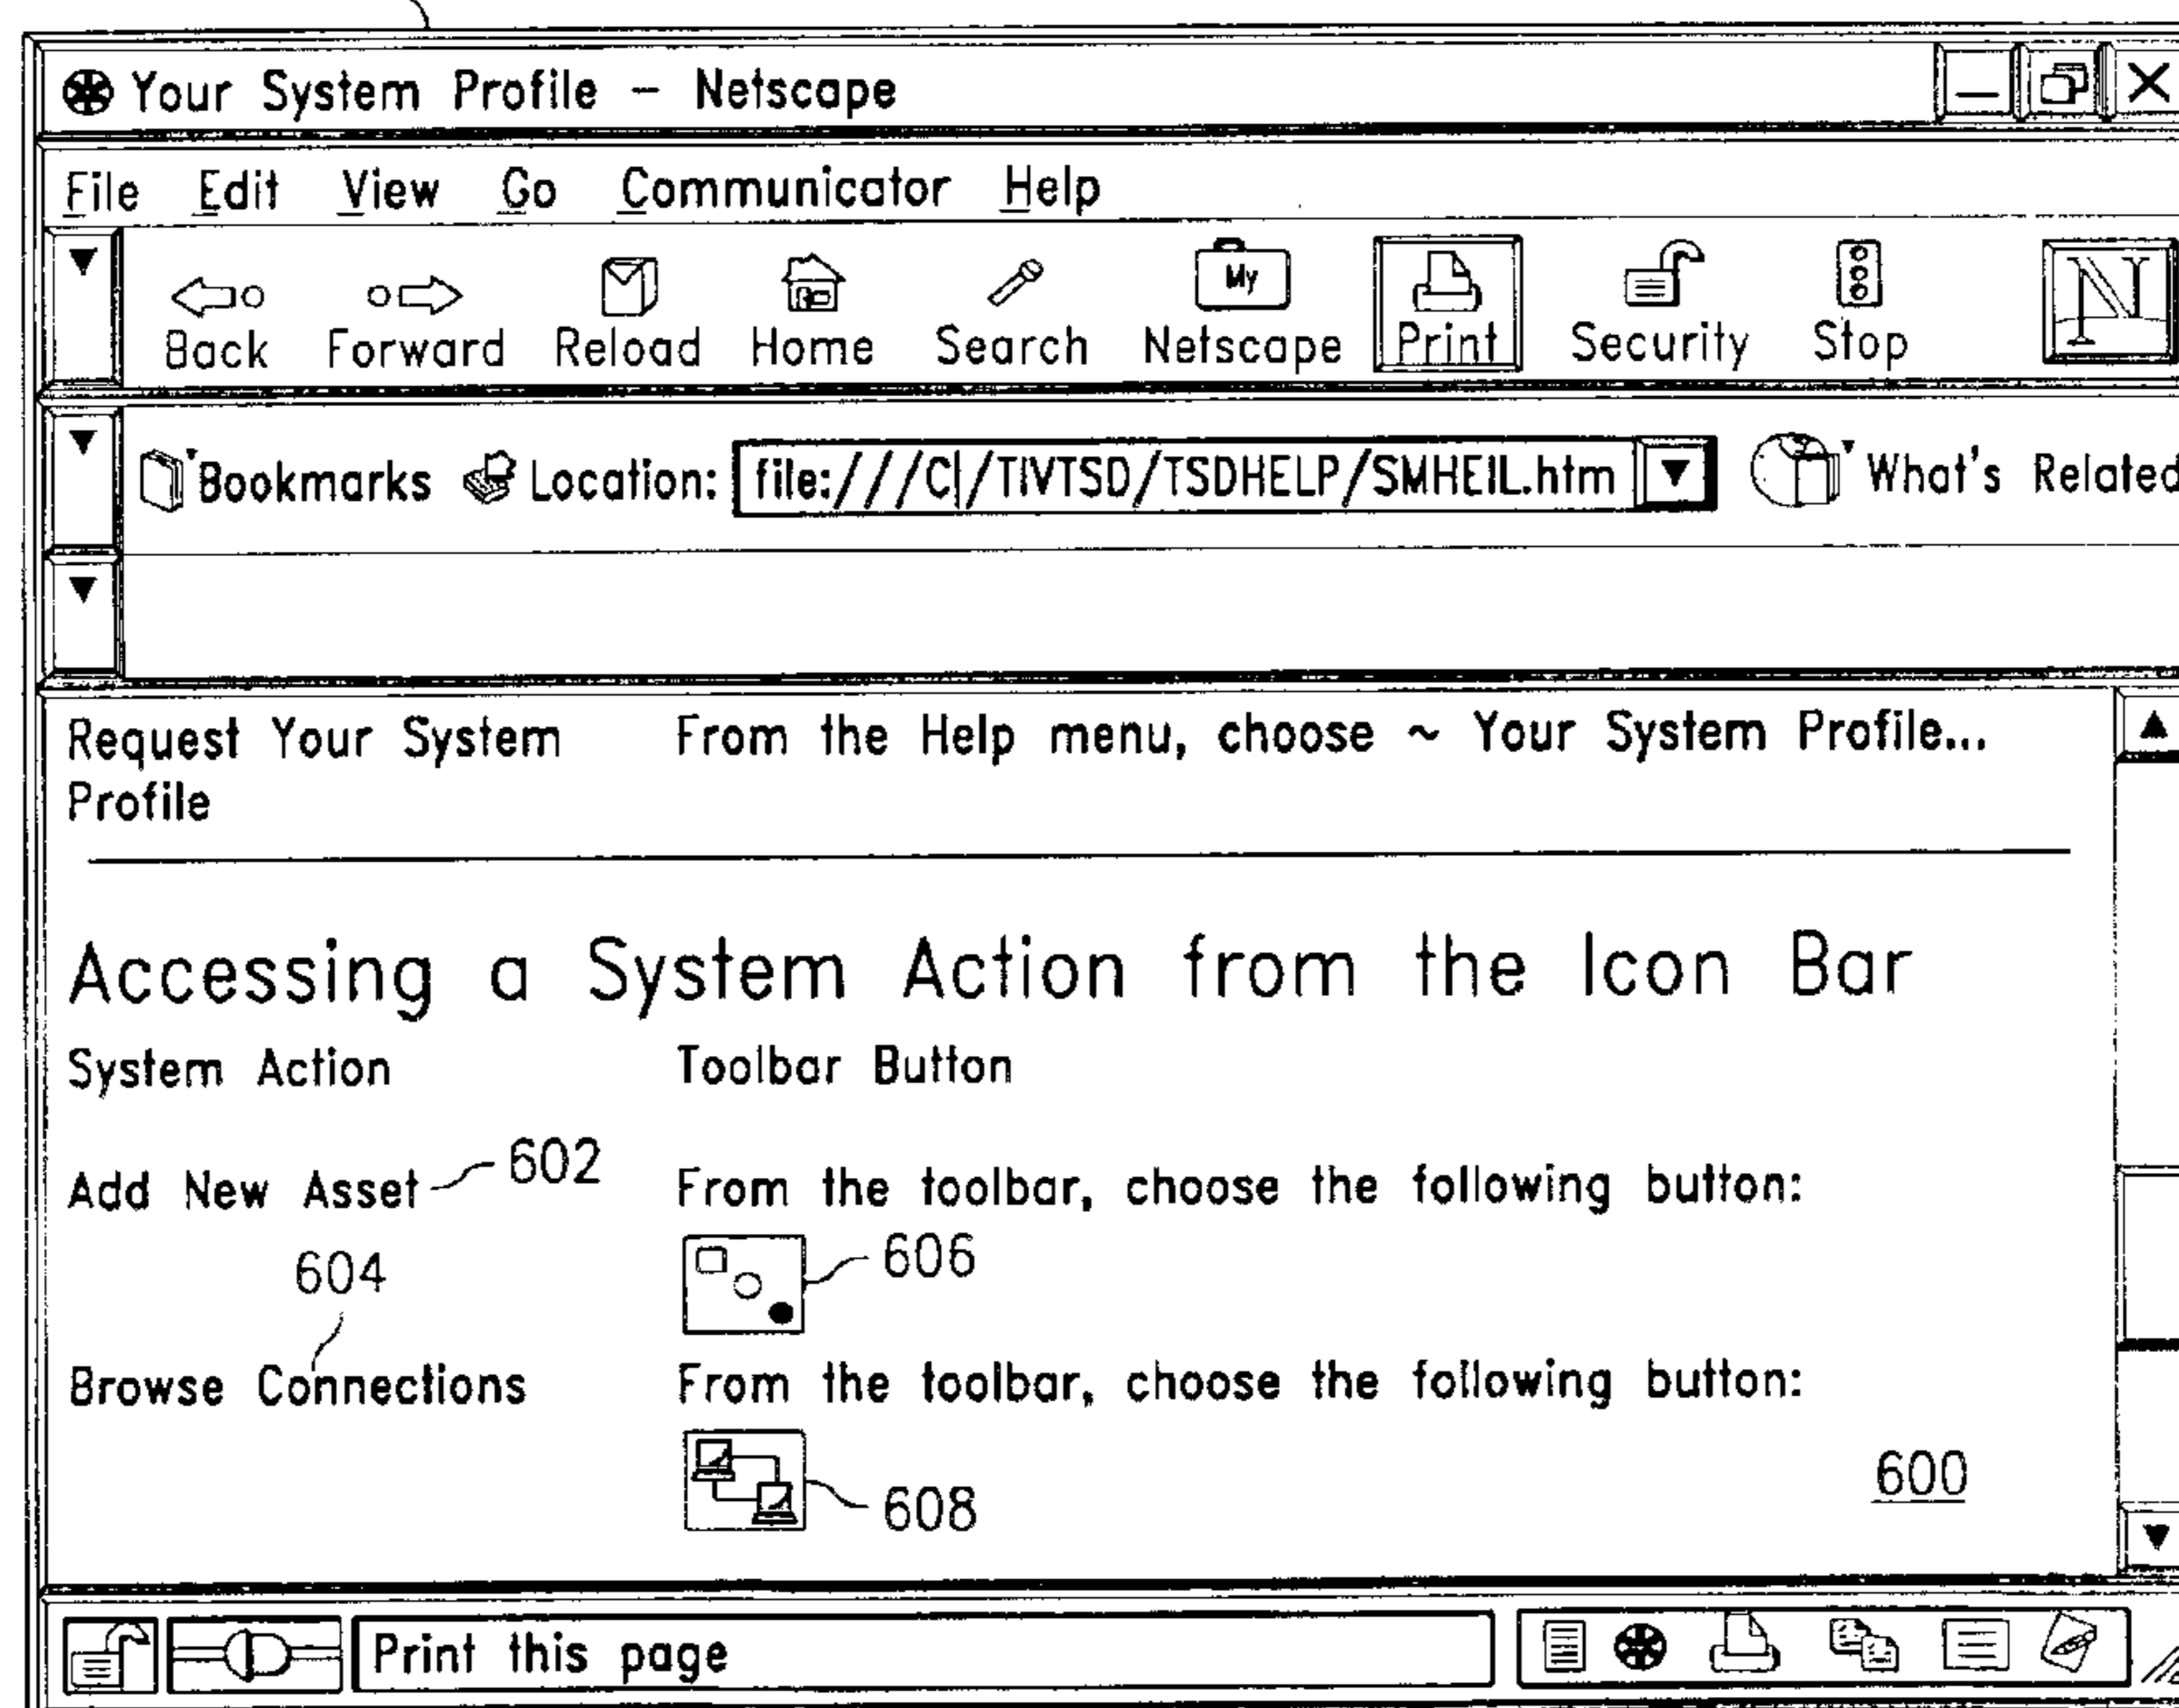 Your System Profile – Netscape
File Edit View Go Communicator Help
My
Back Forward Reload Home Search Netscape Print Security Stop N
Bookmarks Location: file:///C|/TIVTSD/TSDHELP/SMHEIL.htm What's Related
Request Your System From the Help menu, choose ~ Your System Profile...
Profile
Accessing a System Action from the Icon Bar
System Action Toolbar Button
Add New Asset 602 From the toolbar, choose the following button:
604 606
Browse Connections From the toolbar, choose the following button:
608 600
Print this page